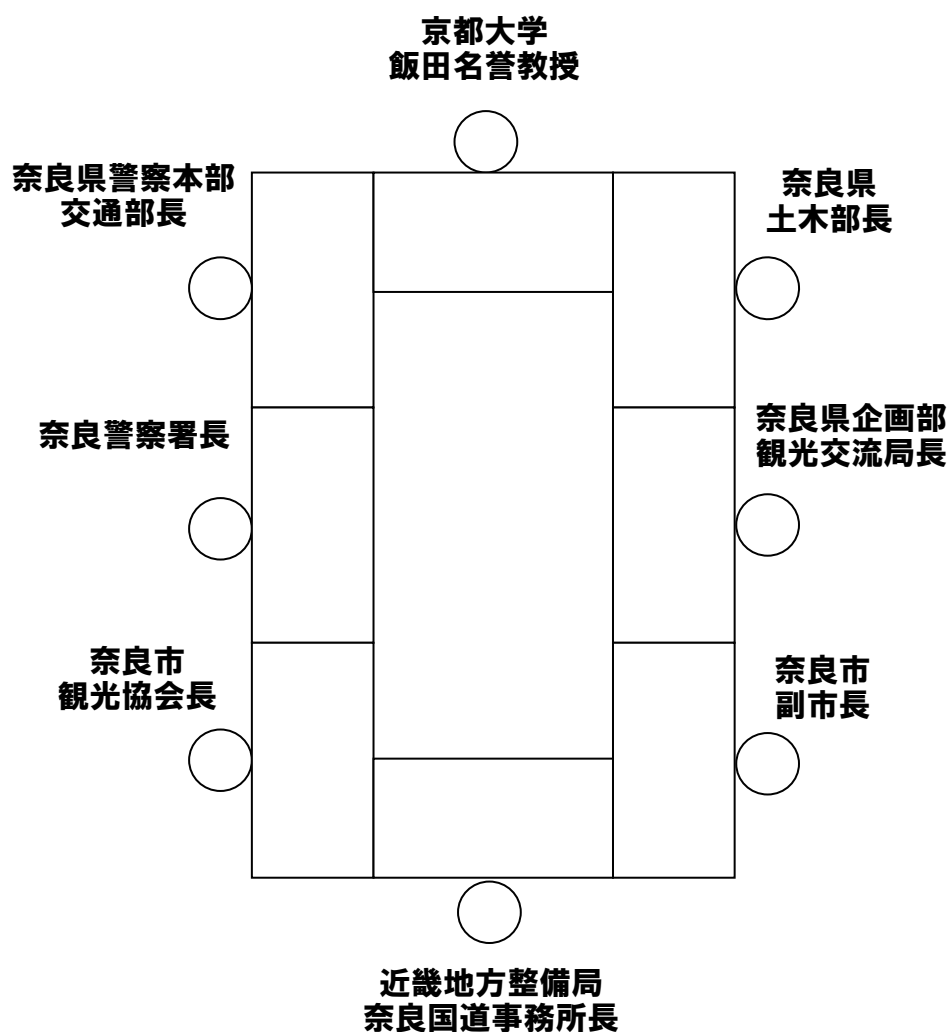 京都大学
飯田名誉教授
奈良県警察本部
交通部長
奈良県
土木部長
奈良警察署長
奈良県企画部
観光交流局長
奈良市
観光協会長
奈良市
副市長
近畿地方整備局
奈良国道事務所長